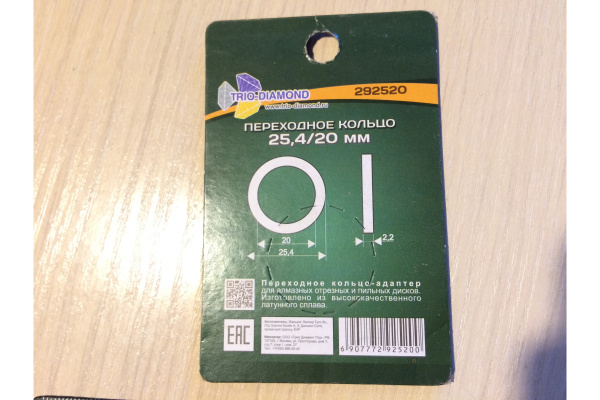 TRIO-DIAMOND
www.trio-diamond.ru
292520
ПЕРЕХОДНОЕ КОЛЬЦО
25,4/20 мм
20
2,2
25,4
Переходное кольцо-адаптер
для алмазных отрезных и пильных дисков.
Изготовлено из высококачественного
латунного сплава.
EAC
6 907772 925200